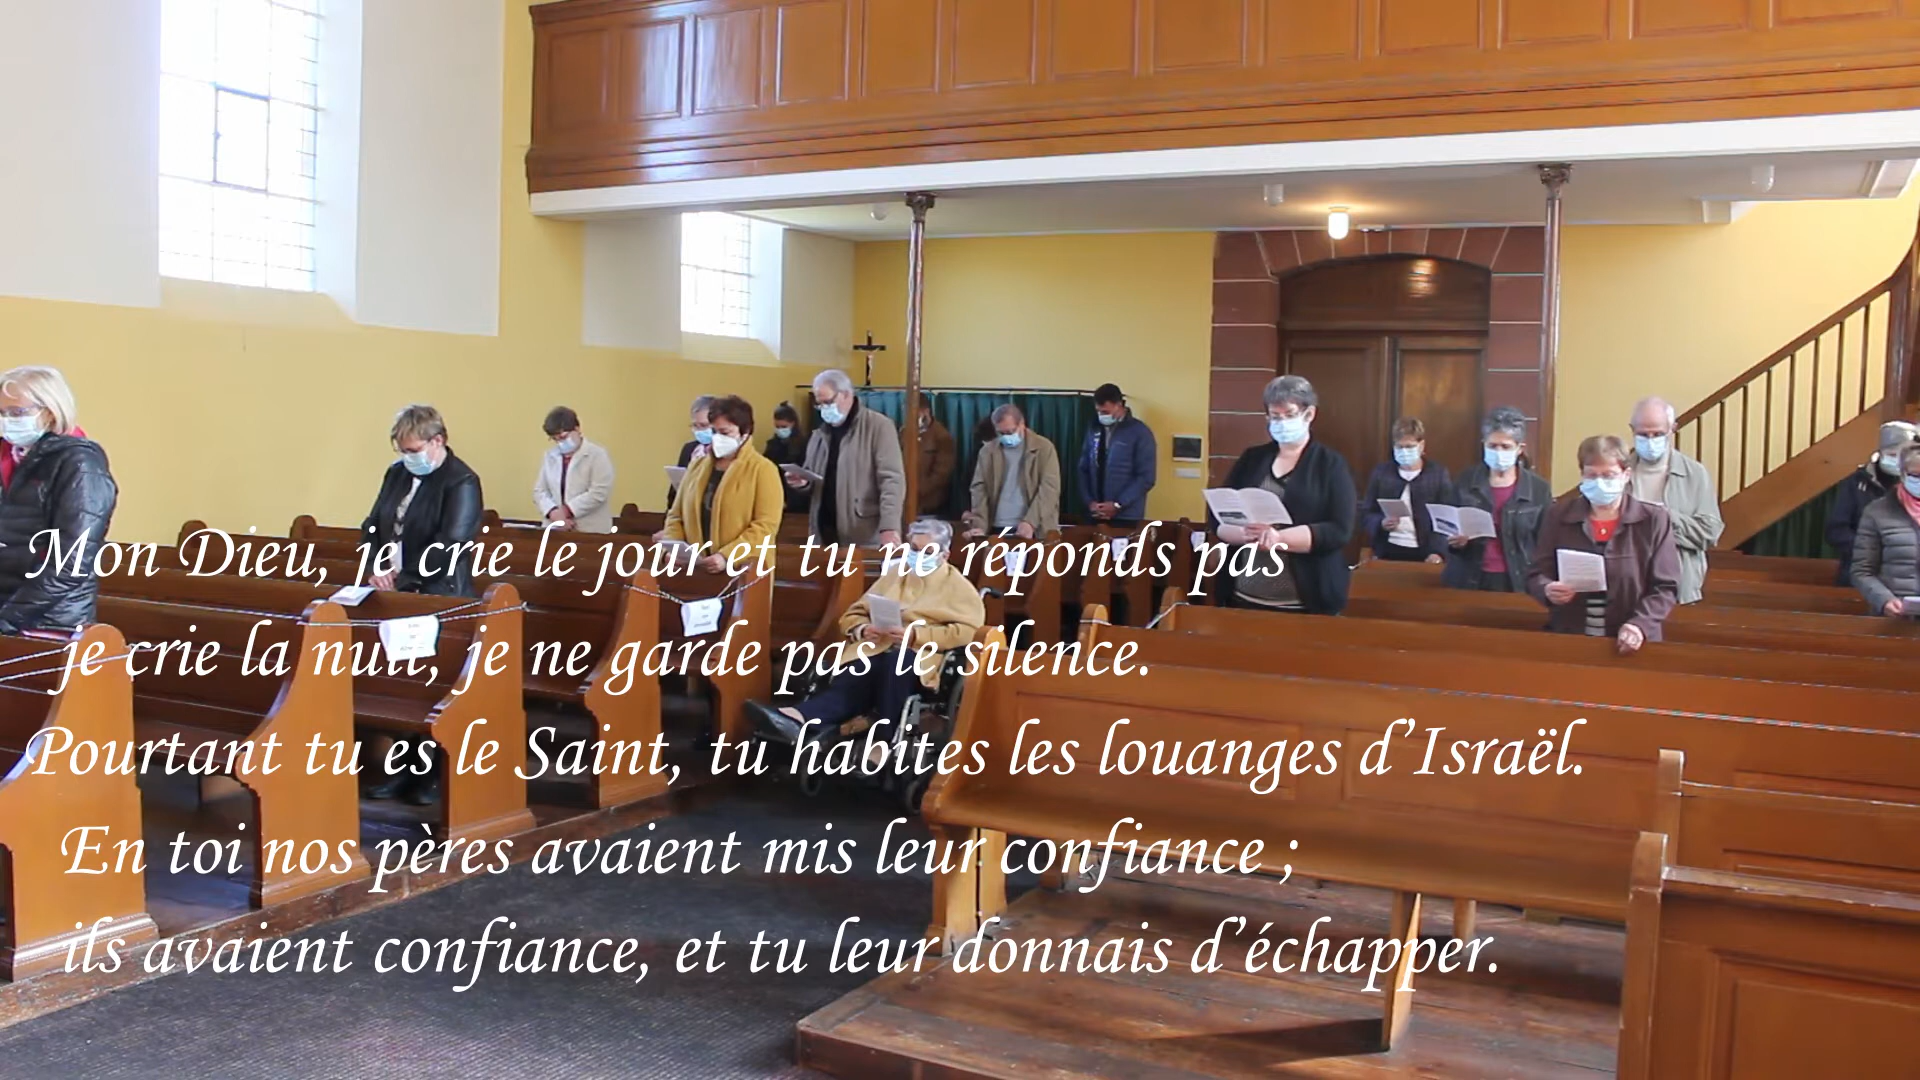 Mon Dieu, je crie le jour et tu ne réponds pas
je crie la nuit, je ne garde pas le silence.
Pourtant tu es le Saint, tu habites les louanges d’Israël.
En toi nos pères avaient mis leur confiance ;
ils avaient confiance, et tu leur donnais d’échapper.